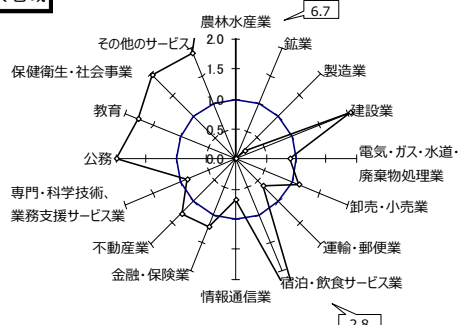 農林水産業
6.7
鉱業
製造業
建設業
電気・ガス・水道・
廃棄物処理業
卸売・小売業
運輸・郵便業
宿泊・飲食サービス業
2.8
情報通信業
金融・保険業
不動産業
専門・科学技術、
業務支援サービス業
公務
教育
保健衛生・社会事業
その他のサービス
2.0
1.5
1.0
0.5
0.0